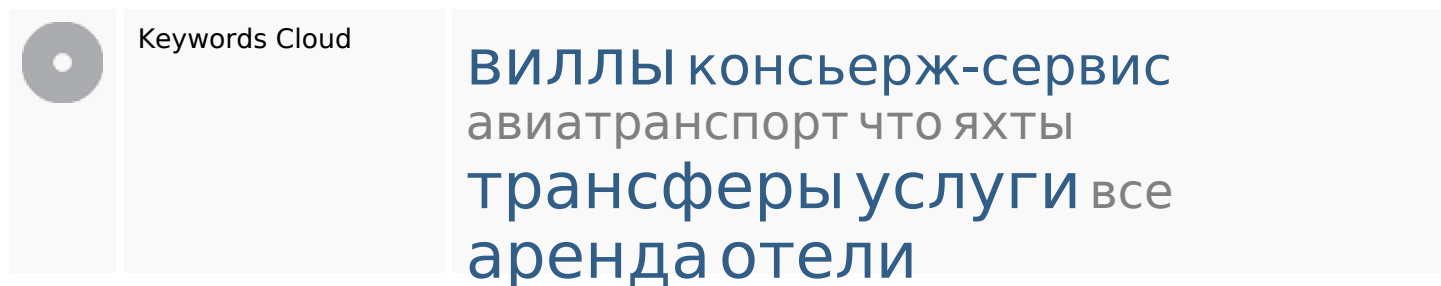 Keywords Cloud
виллы консьерж-сервис
авиатранспорт что яхты
трансферы услуги все
аренда отели